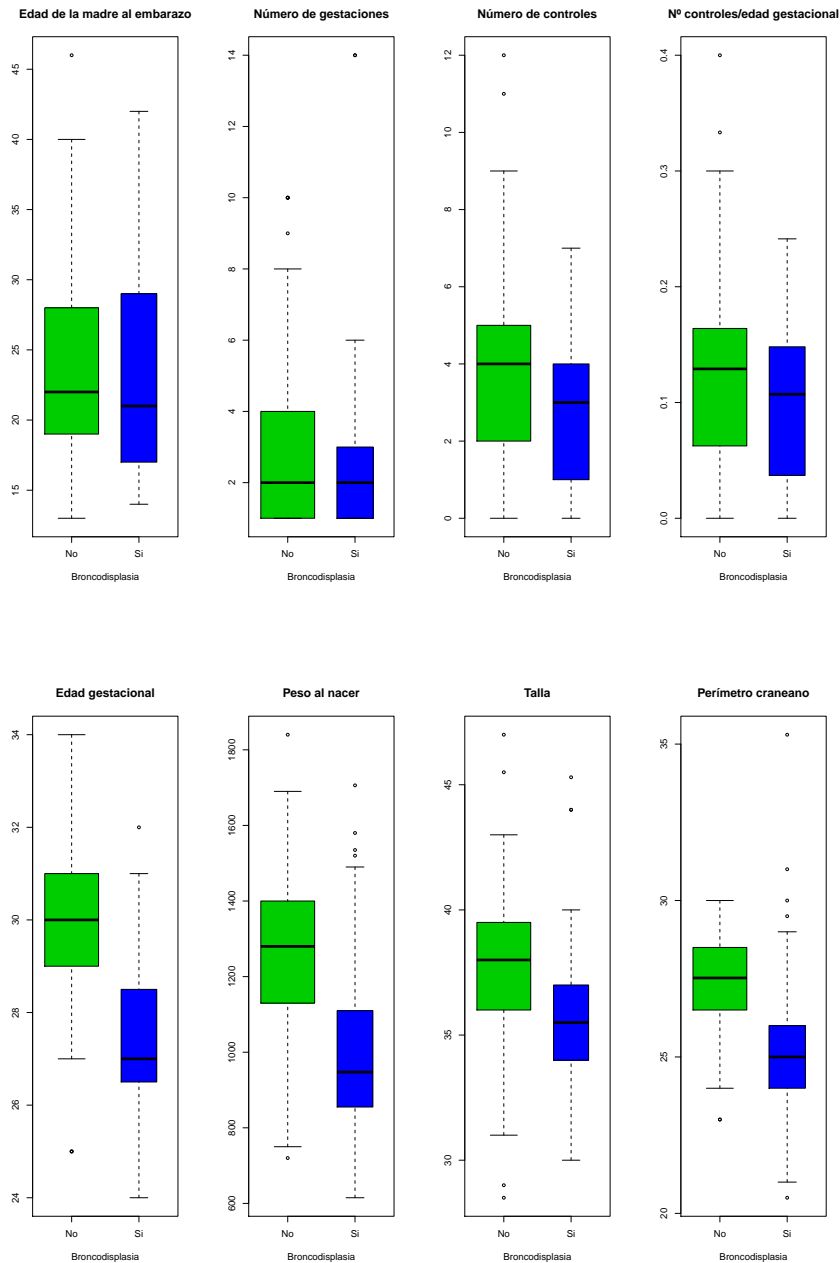 Edad de la madre al embarazo
45
40
35
30
25
20
15
No Si
Broncodisplasia
Número de gestaciones
14
12
10
8
6
4
2
No Si
Broncodisplasia
Número de controles
12
10
8
6
4
2
0
No Si
Broncodisplasia
Nº controles/edad gestacional
0.4
0.3
0.2
0.1
0.0
No Si
Broncodisplasia
Edad gestacional
34
32
30
28
26
24
No Si
Broncodisplasia
Peso al nacer
1800
1600
1400
1200
1000
800
600
No Si
Broncodisplasia
Talla
45
40
35
30
No Si
Broncodisplasia
Perímetro craneano
35
30
25
20
No Si
Broncodisplasia